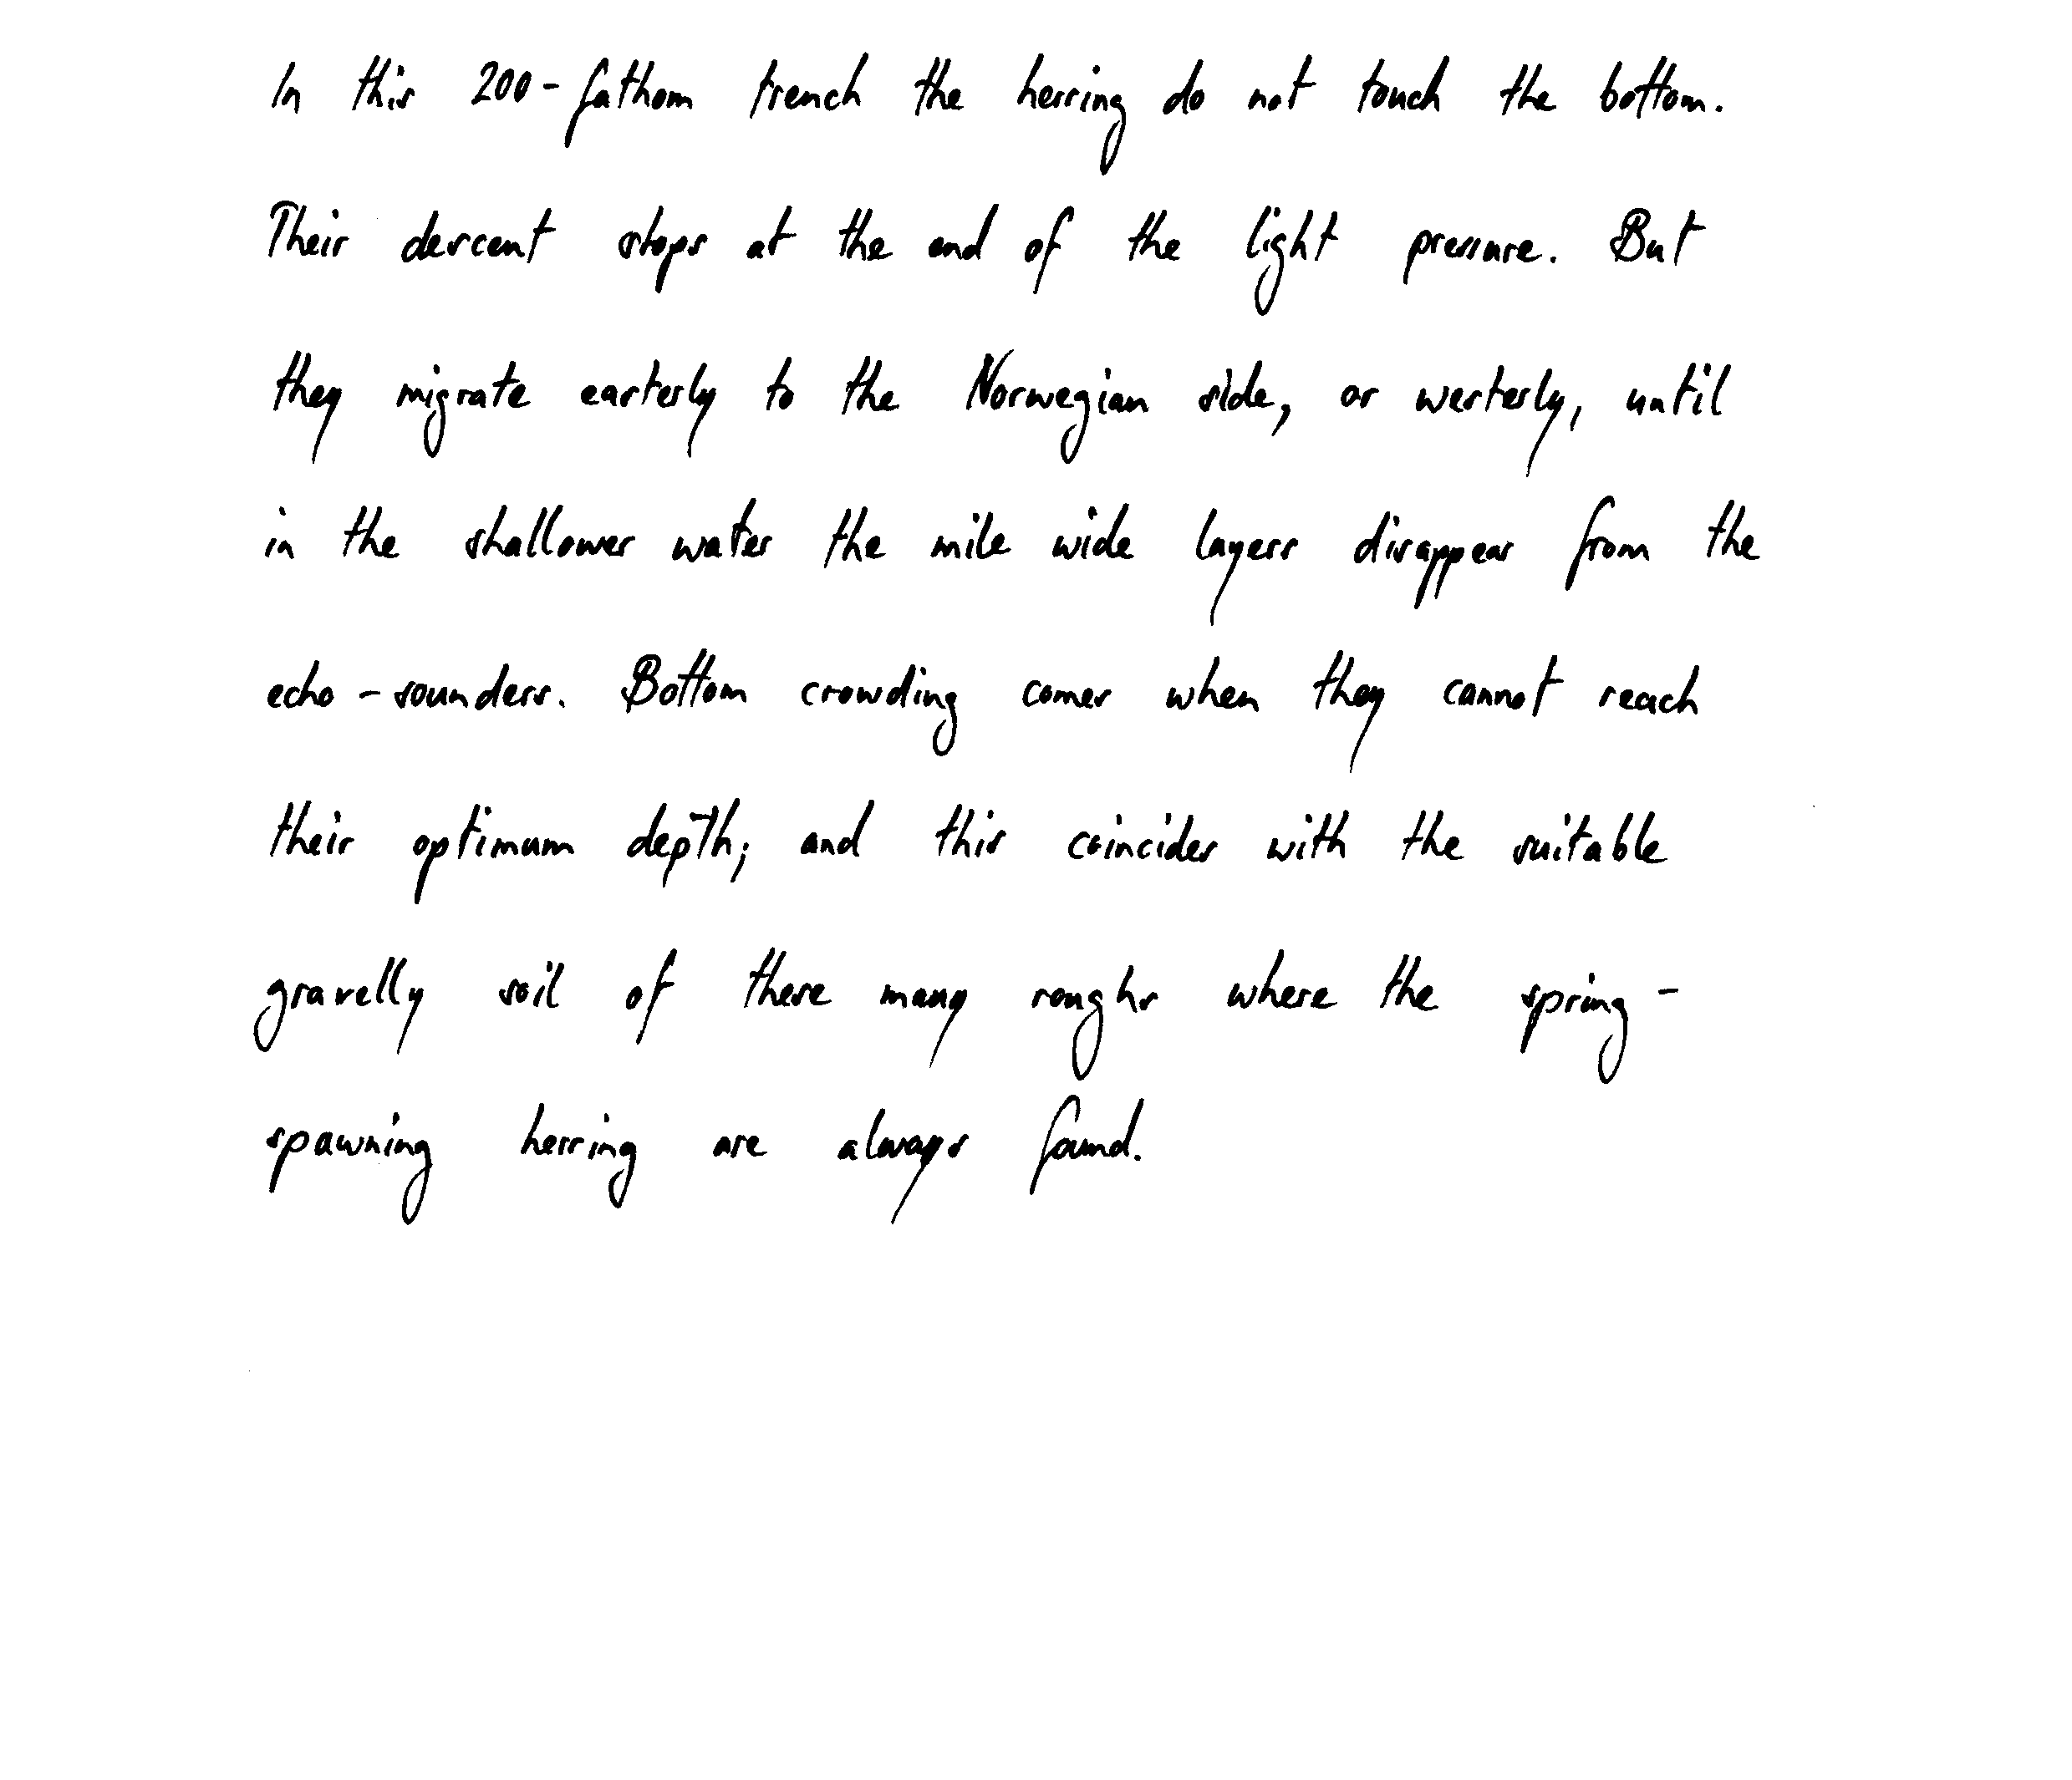 In this 200-fathom trench the herring do not touch the bottom.
Their descent stops at the end of the light pressure. But
they migrate easterly to the Norwegian side, or westerly, until
in the shallower water the mile wide layers disappear from the
echo-sounders. Bottom crowding comes when they cannot reach
their optimum depth; and this coincides with the suitable
gravelly soil of these many roughs where the spring-
spawning herring are always found.